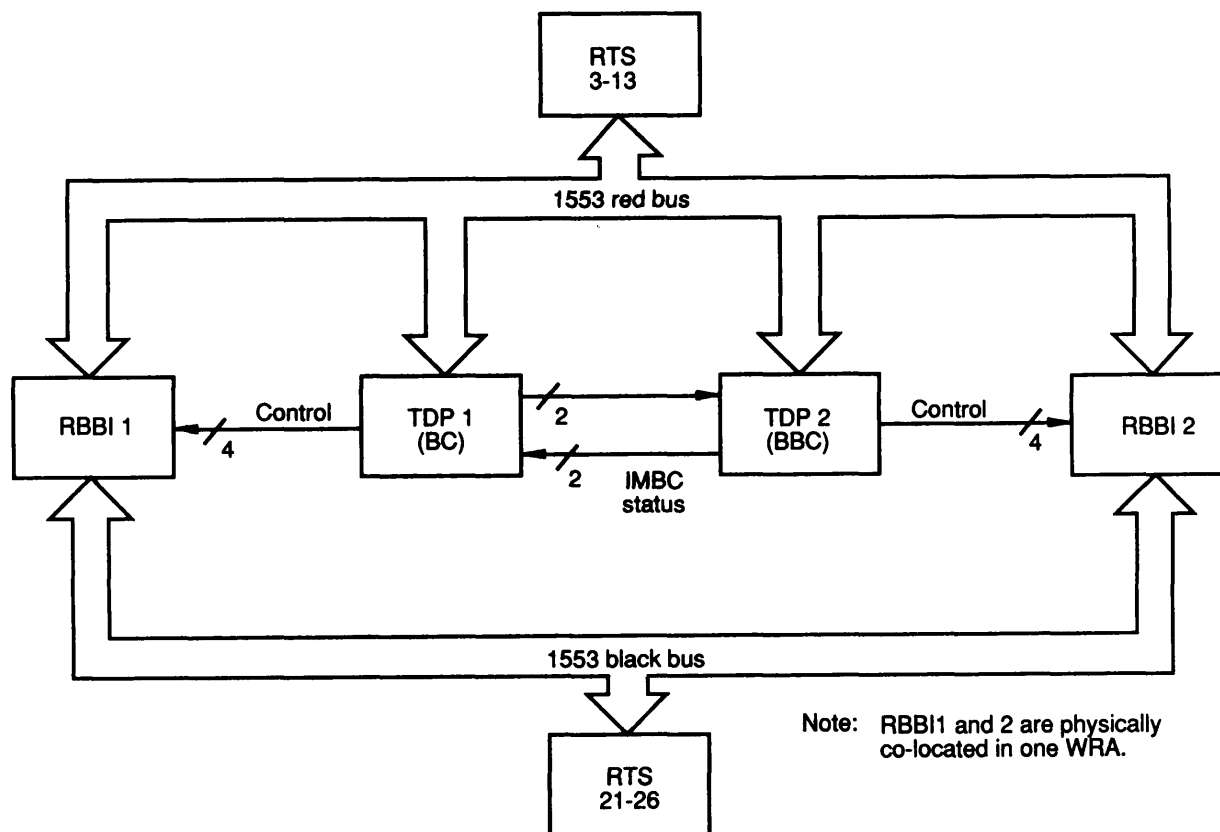 RTS
3-13
1553 red bus
RBBI 1
Control
4
TDP 1
(BC)
2
2
IMBC
status
TDP 2
(BBC)
Control
4
RBBI 2
1553 black bus
RTS
21-26
Note: RBBI1 and 2 are physically
co-located in one WRA.